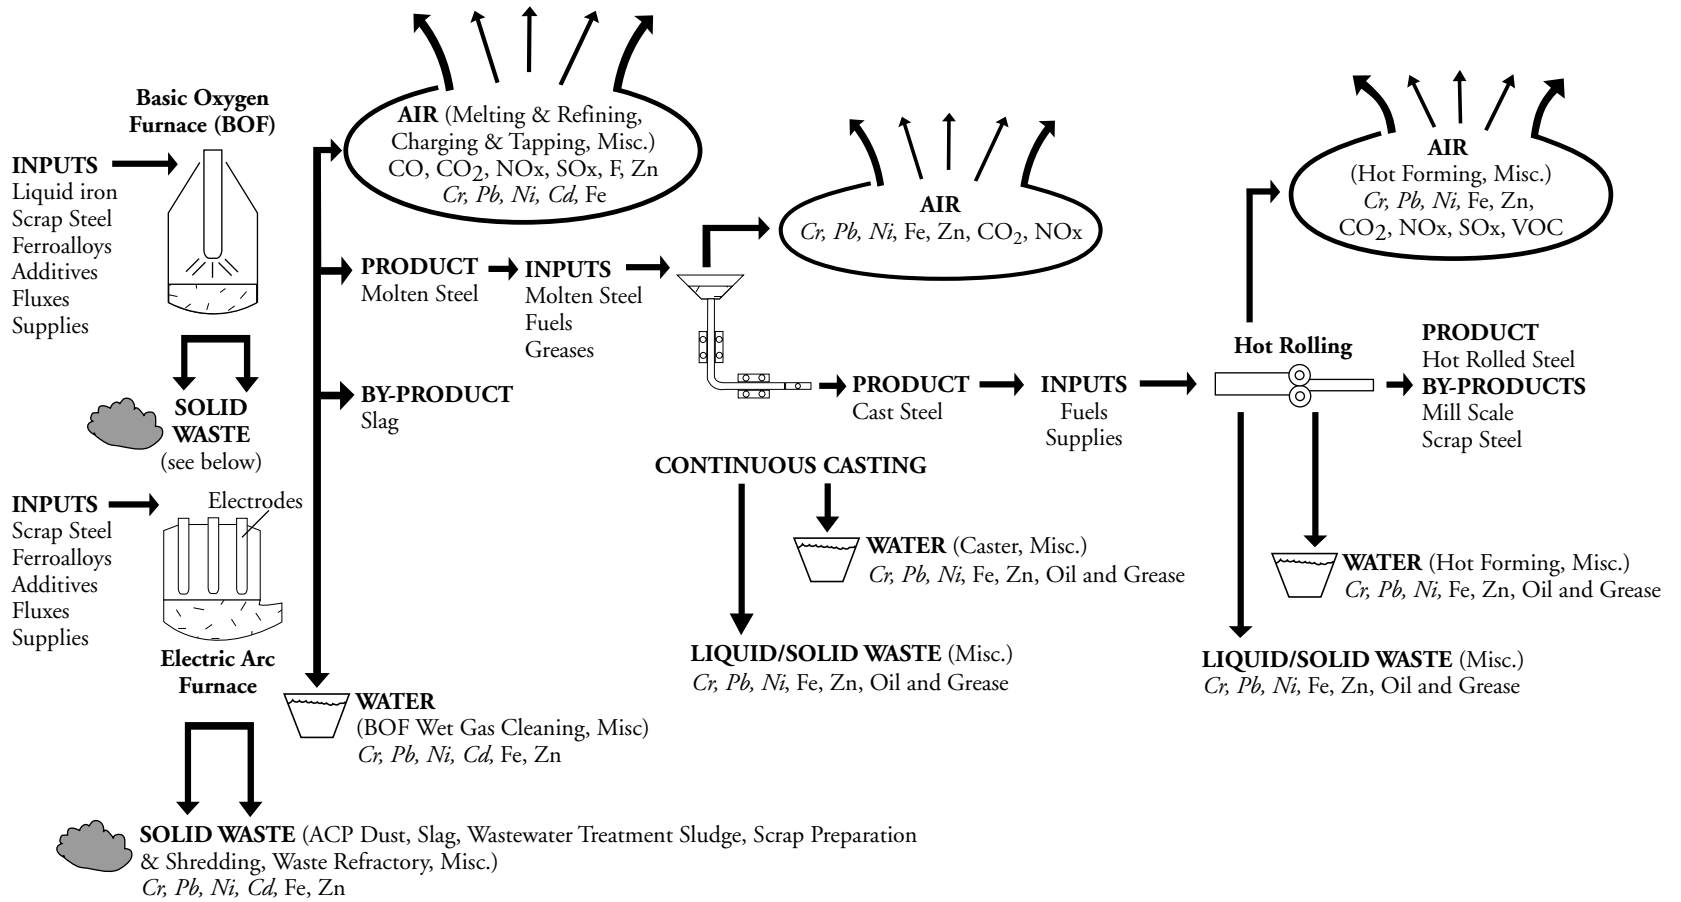 Basic Oxygen
Furnace (BOF)
INPUTS
Liquid iron
Scrap Steel
Ferroalloys
Additives
Fluxes
Supplies
SOLID
WASTE
(see below)
INPUTS
Scrap Steel
Ferroalloys
Additives
Fluxes
Supplies
Electrodes
Electric Arc
Furnace
SOLID WASTE (ACP Dust, Slag, Wastewater Treatment Sludge, Scrap Preparation
& Shredding, Waste Refractory, Misc.)
Cr, Pb, Ni, Cd, Fe, Zn
AIR (Melting & Refining,
Charging & Tapping, Misc.)
CO, CO2, NOx, SOx, F, Zn
Cr, Pb, Ni, Cd, Fe
PRODUCT
Molten Steel
BY-PRODUCT
Slag
WATER
(BOF Wet Gas Cleaning, Misc)
Cr, Pb, Ni, Cd, Fe, Zn
INPUTS
Molten Steel
Fuels
Greases
AIR
Cr, Pb, Ni, Fe, Zn, CO2, NOx
PRODUCT
Cast Steel
CONTINUOUS CASTING
WATER (Caster, Misc.)
Cr, Pb, Ni, Fe, Zn, Oil and Grease
LIQUID/SOLID WASTE (Misc.)
Cr, Pb, Ni, Fe, Zn, Oil and Grease
INPUTS
Fuels
Supplies
AIR
(Hot Forming, Misc.)
Cr, Pb, Ni, Fe, Zn,
CO2, NOx, SOx, VOC
Hot Rolling
PRODUCT
Hot Rolled Steel
BY-PRODUCTS
Mill Scale
Scrap Steel
WATER (Hot Forming, Misc.)
Cr, Pb, Ni, Fe, Zn, Oil and Grease
LIQUID/SOLID WASTE (Misc.)
Cr, Pb, Ni, Fe, Zn, Oil and Grease